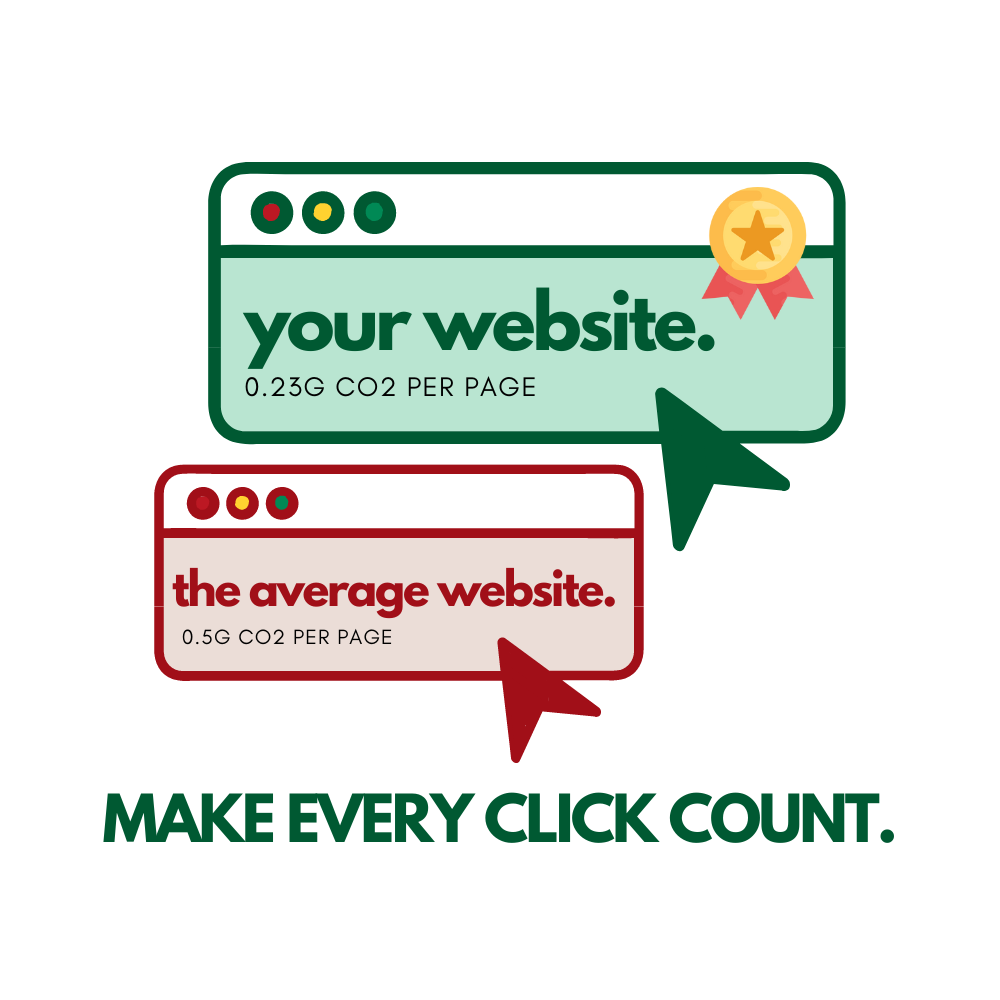 your website.
0.23G CO2 PER PAGE
the average website.
0.5G CO2 PER PAGE
MAKE EVERY CLICK COUNT.